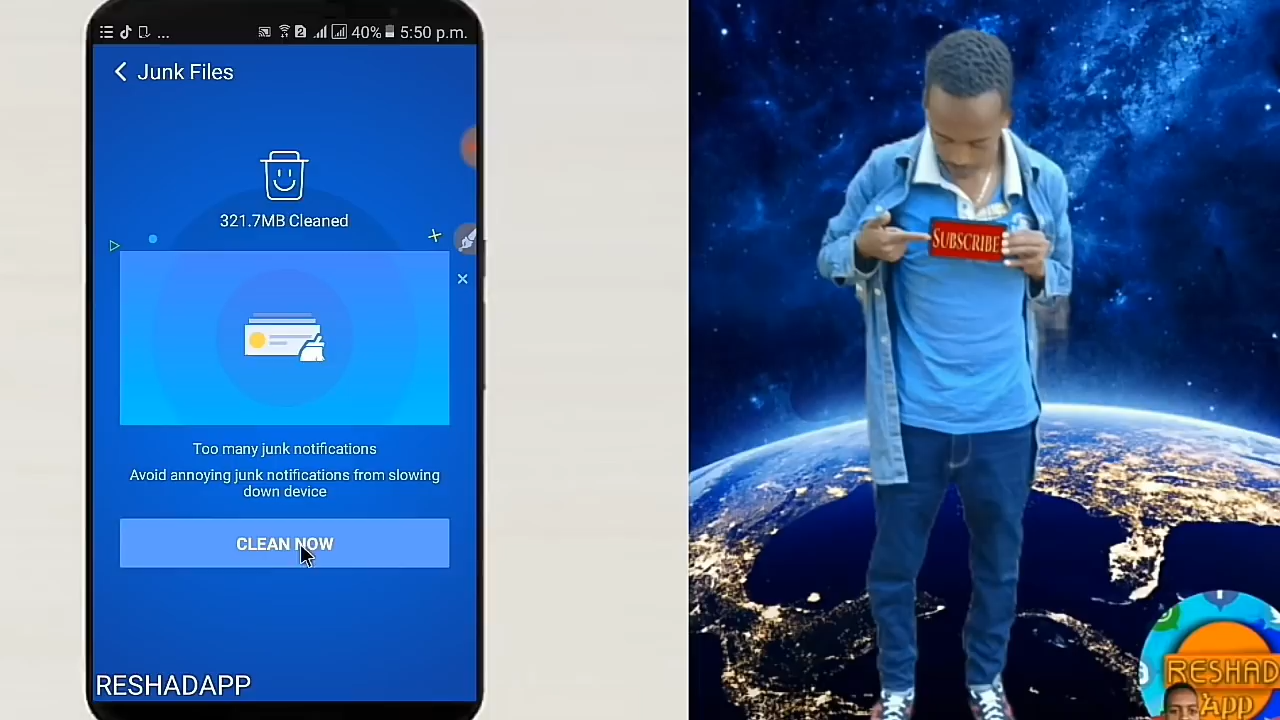 40% 5:50 p.m.
Junk Files
321.7MB Cleaned
Too many junk notifications
Avoid annoying junk notifications from slowing
down device
CLEAN NOW
RESHADAPP
SUBSCRIBE
RESHAD
App